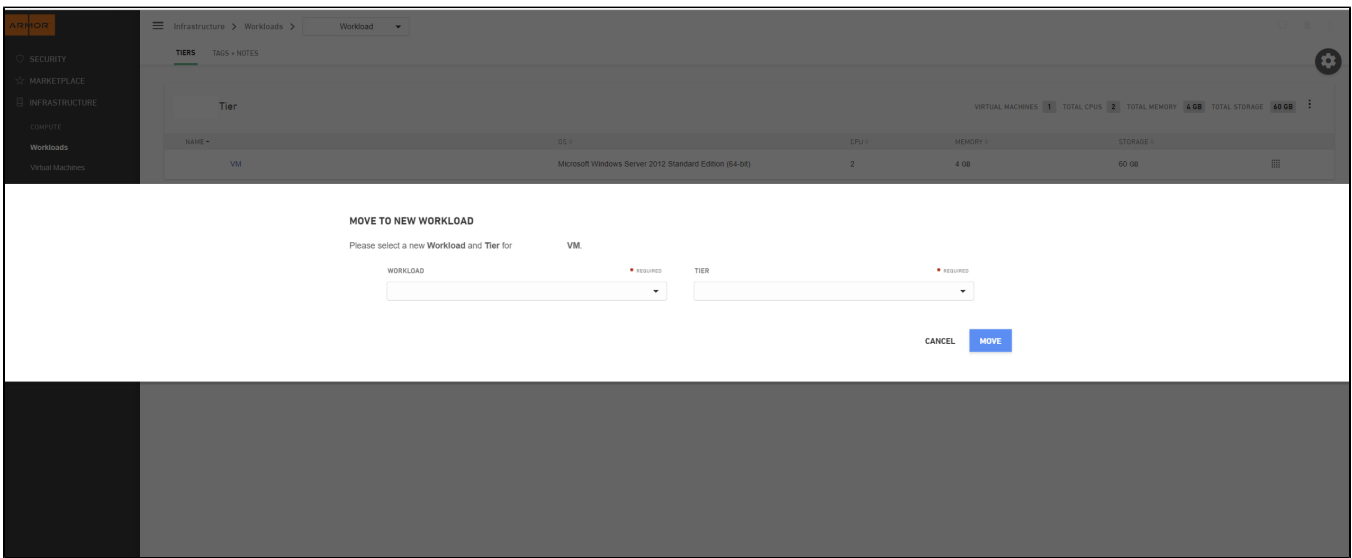 ARMOR
Infrastructure > Workloads > Workload
TIERS TAGS + NOTES
SECURITY
MARKETPLACE
INFRASTRUCTURE
COMPUTE
Workloads
Virtual Machines
Tier
VIRTUAL MACHINES 1 TOTAL CPUS 2 TOTAL MEMORY 4 GB TOTAL STORAGE 60 GB
NAME OS CPU MEMORY STORAGE
VM Microsoft Windows Server 2012 Standard Edition (64-bit) 2 4 GB 60 GB
MOVE TO NEW WORKLOAD
Please select a new Workload and Tier for VM.
WORKLOAD • REQUIRED TIER • REQUIRED
CANCEL MOVE